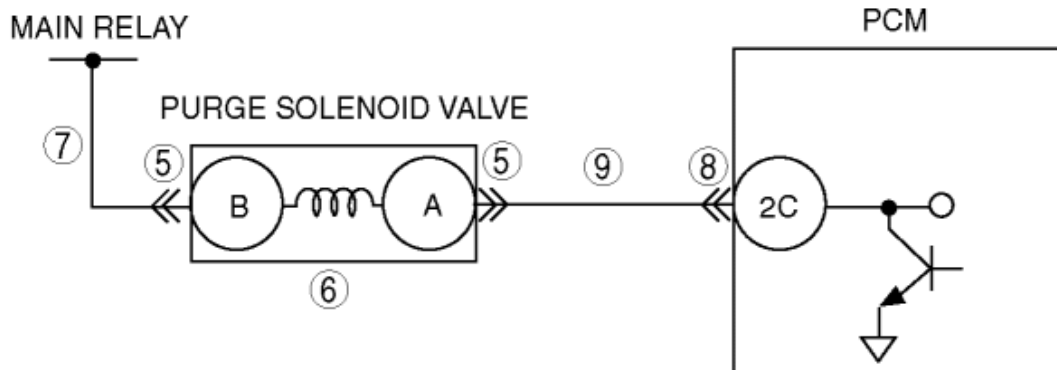 PCM
MAIN RELAY
PURGE SOLENOID VALVE
⑦
⑤
⑤
⑨
⑧
B
A
2C
⑥